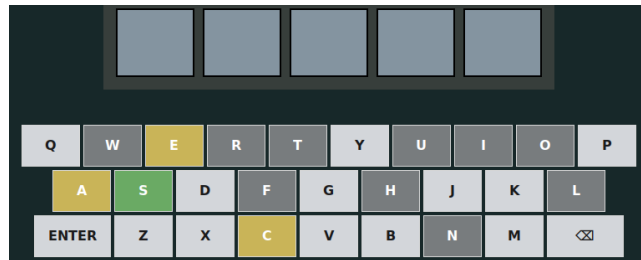 Q W E R T Y U I O P
A S D F G H J K L
ENTER Z X C V B N M ⌫